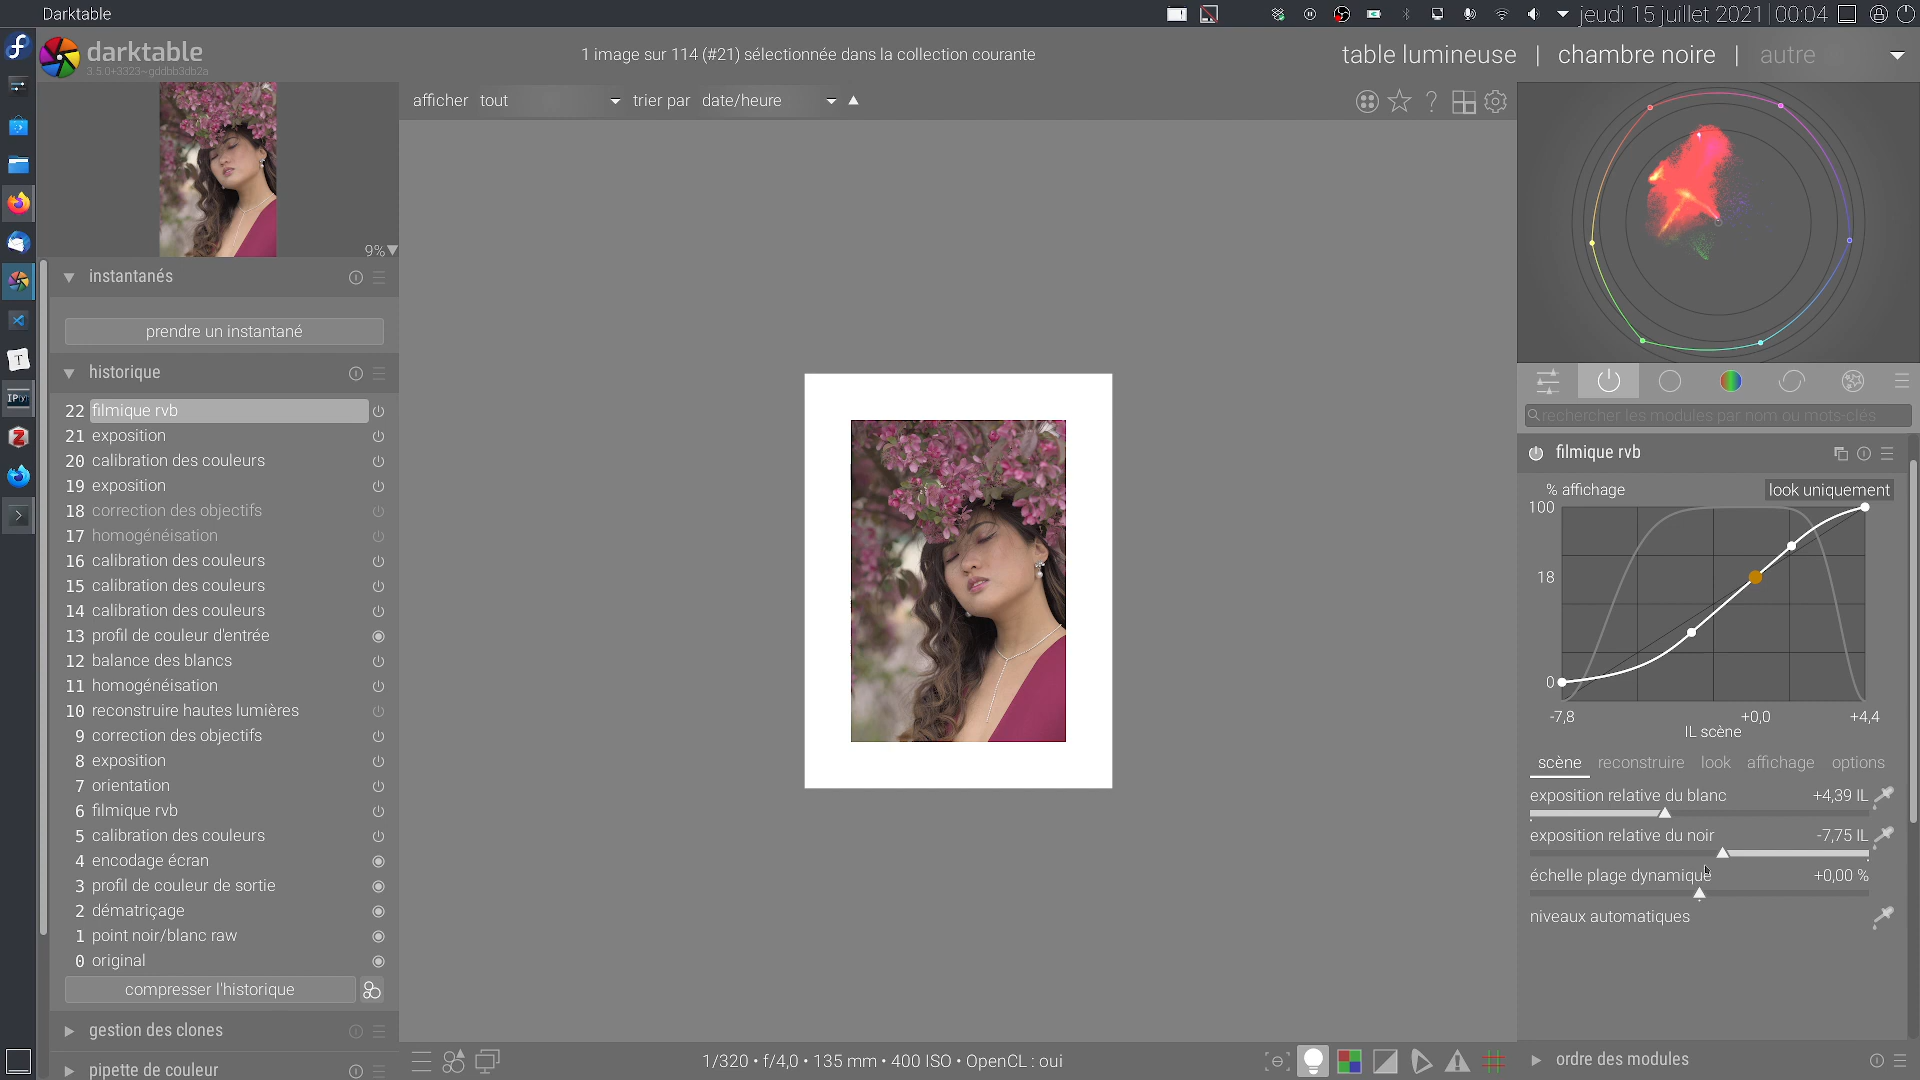 Darktable
jeudi 15 juillet 2021 00:04
darktable
3.5.0+3323~gddbb3db2a
1 image sur 114 (#21) sélectionnée dans la collection courante
table lumineuse | chambre noire | autre
afficher tout trier par date/heure
9%
instantanés
prendre un instantané
historique
22 filmique rvb
21 exposition
20 calibration des couleurs
19 exposition
18 correction des objectifs
17 homogénéisation
16 calibration des couleurs
15 calibration des couleurs
14 calibration des couleurs
13 profil de couleur d'entrée
12 balance des blancs
11 homogénéisation
10 reconstruire hautes lumières
9 correction des objectifs
8 exposition
7 orientation
6 filmique rvb
5 calibration des couleurs
4 encodage écran
3 profil de couleur de sortie
2 dématriçage
1 point noir/blanc raw
0 original
compresser l'historique
gestion des clones
pipette de couleur
1/320 • f/4,0 • 135 mm • 400 ISO • OpenCL : oui
rechercher les modules par nom ou mots-clés
filmique rvb
% affichage
look uniquement
100
18
0
-7,8 +0,0 +4,4
IL scène
scène reconstruire look affichage options
exposition relative du blanc +4,39 IL
exposition relative du noir -7,75 IL
échelle plage dynamique +0,00 %
niveaux automatiques
ordre des modules
T
IP[y]
Z